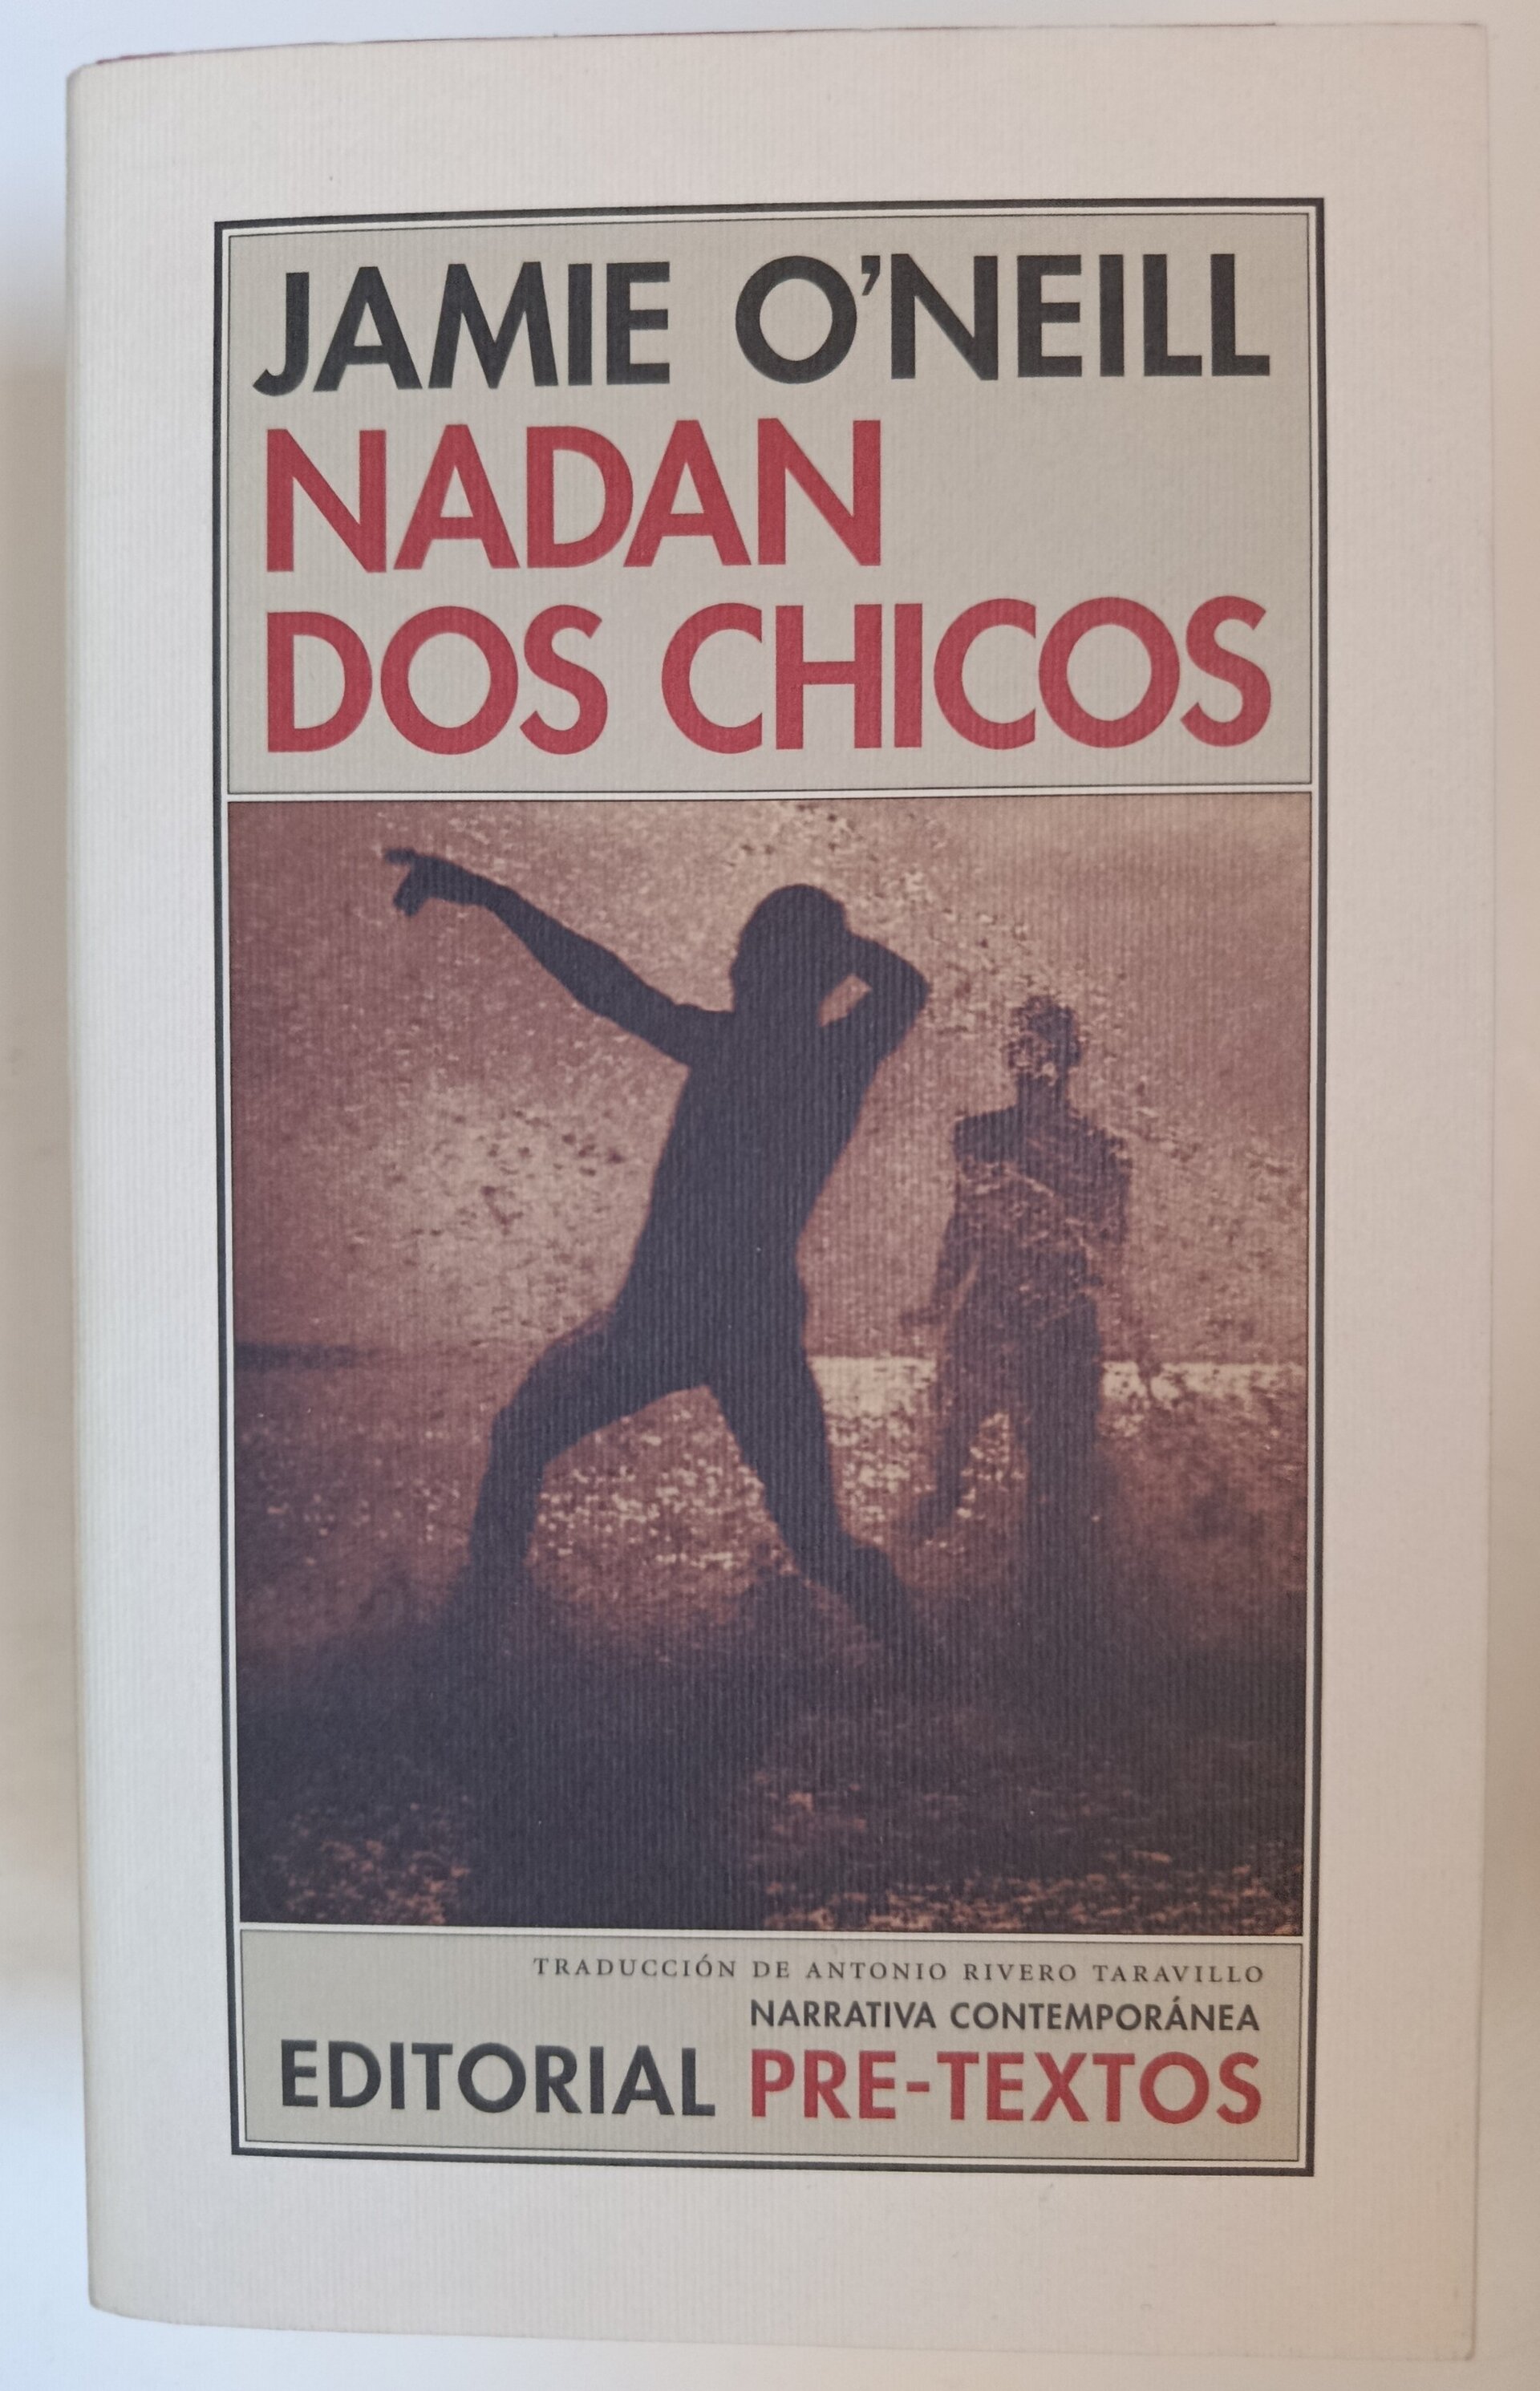 JAMIE O’NEILL
NADAN
DOS CHICOS
TRADUCCIÓN DE ANTONIO RIVERO TARAVILLO
NARRATIVA CONTEMPORÁNEA
EDITORIAL PRE-TEXTOS